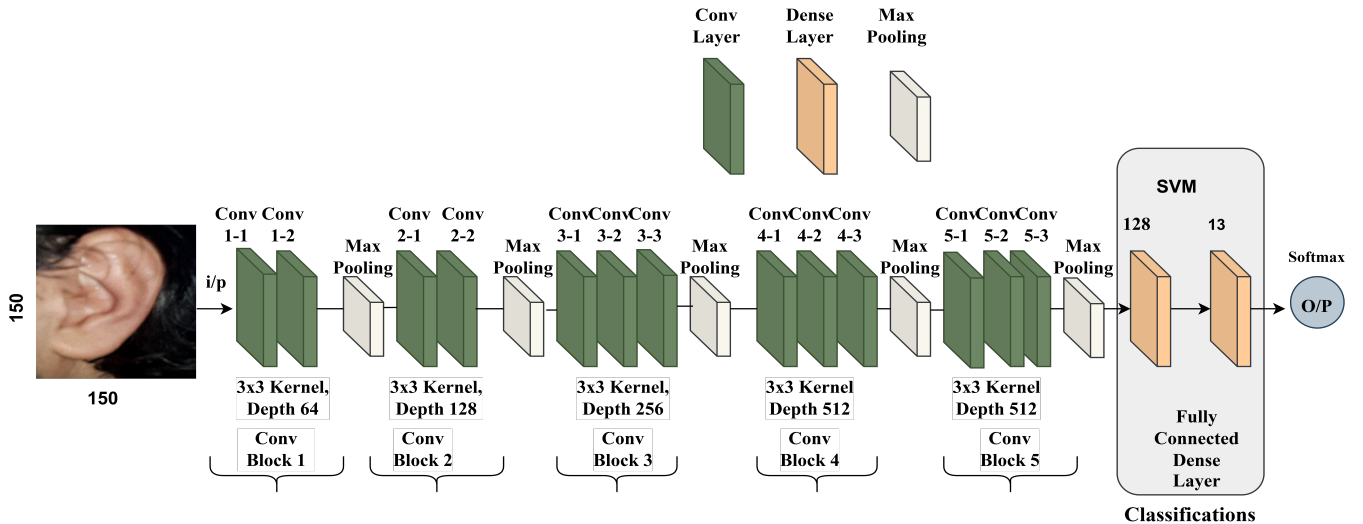 Conv
Layer
Dense
Layer
Max
Pooling
150
150
i/p
Conv
1-1
Conv
1-2
Max
Pooling
Conv
2-1
Conv
2-2
Max
Pooling
Conv
3-1
Conv
3-2
Conv
3-3
Max
Pooling
Conv
4-1
Conv
4-2
Conv
4-3
Max
Pooling
Conv
5-1
Conv
5-2
Conv
5-3
Max
Pooling
3x3 Kernel,
Depth 64
3x3 Kernel,
Depth 128
3x3 Kernel,
Depth 256
3x3 Kernel
Depth 512
3x3 Kernel
Depth 512
Conv
Block 1
Conv
Block 2
Conv
Block 3
Conv
Block 4
Conv
Block 5
SVM
128
13
Fully
Connected
Dense
Layer
Classifications
Softmax
O/P